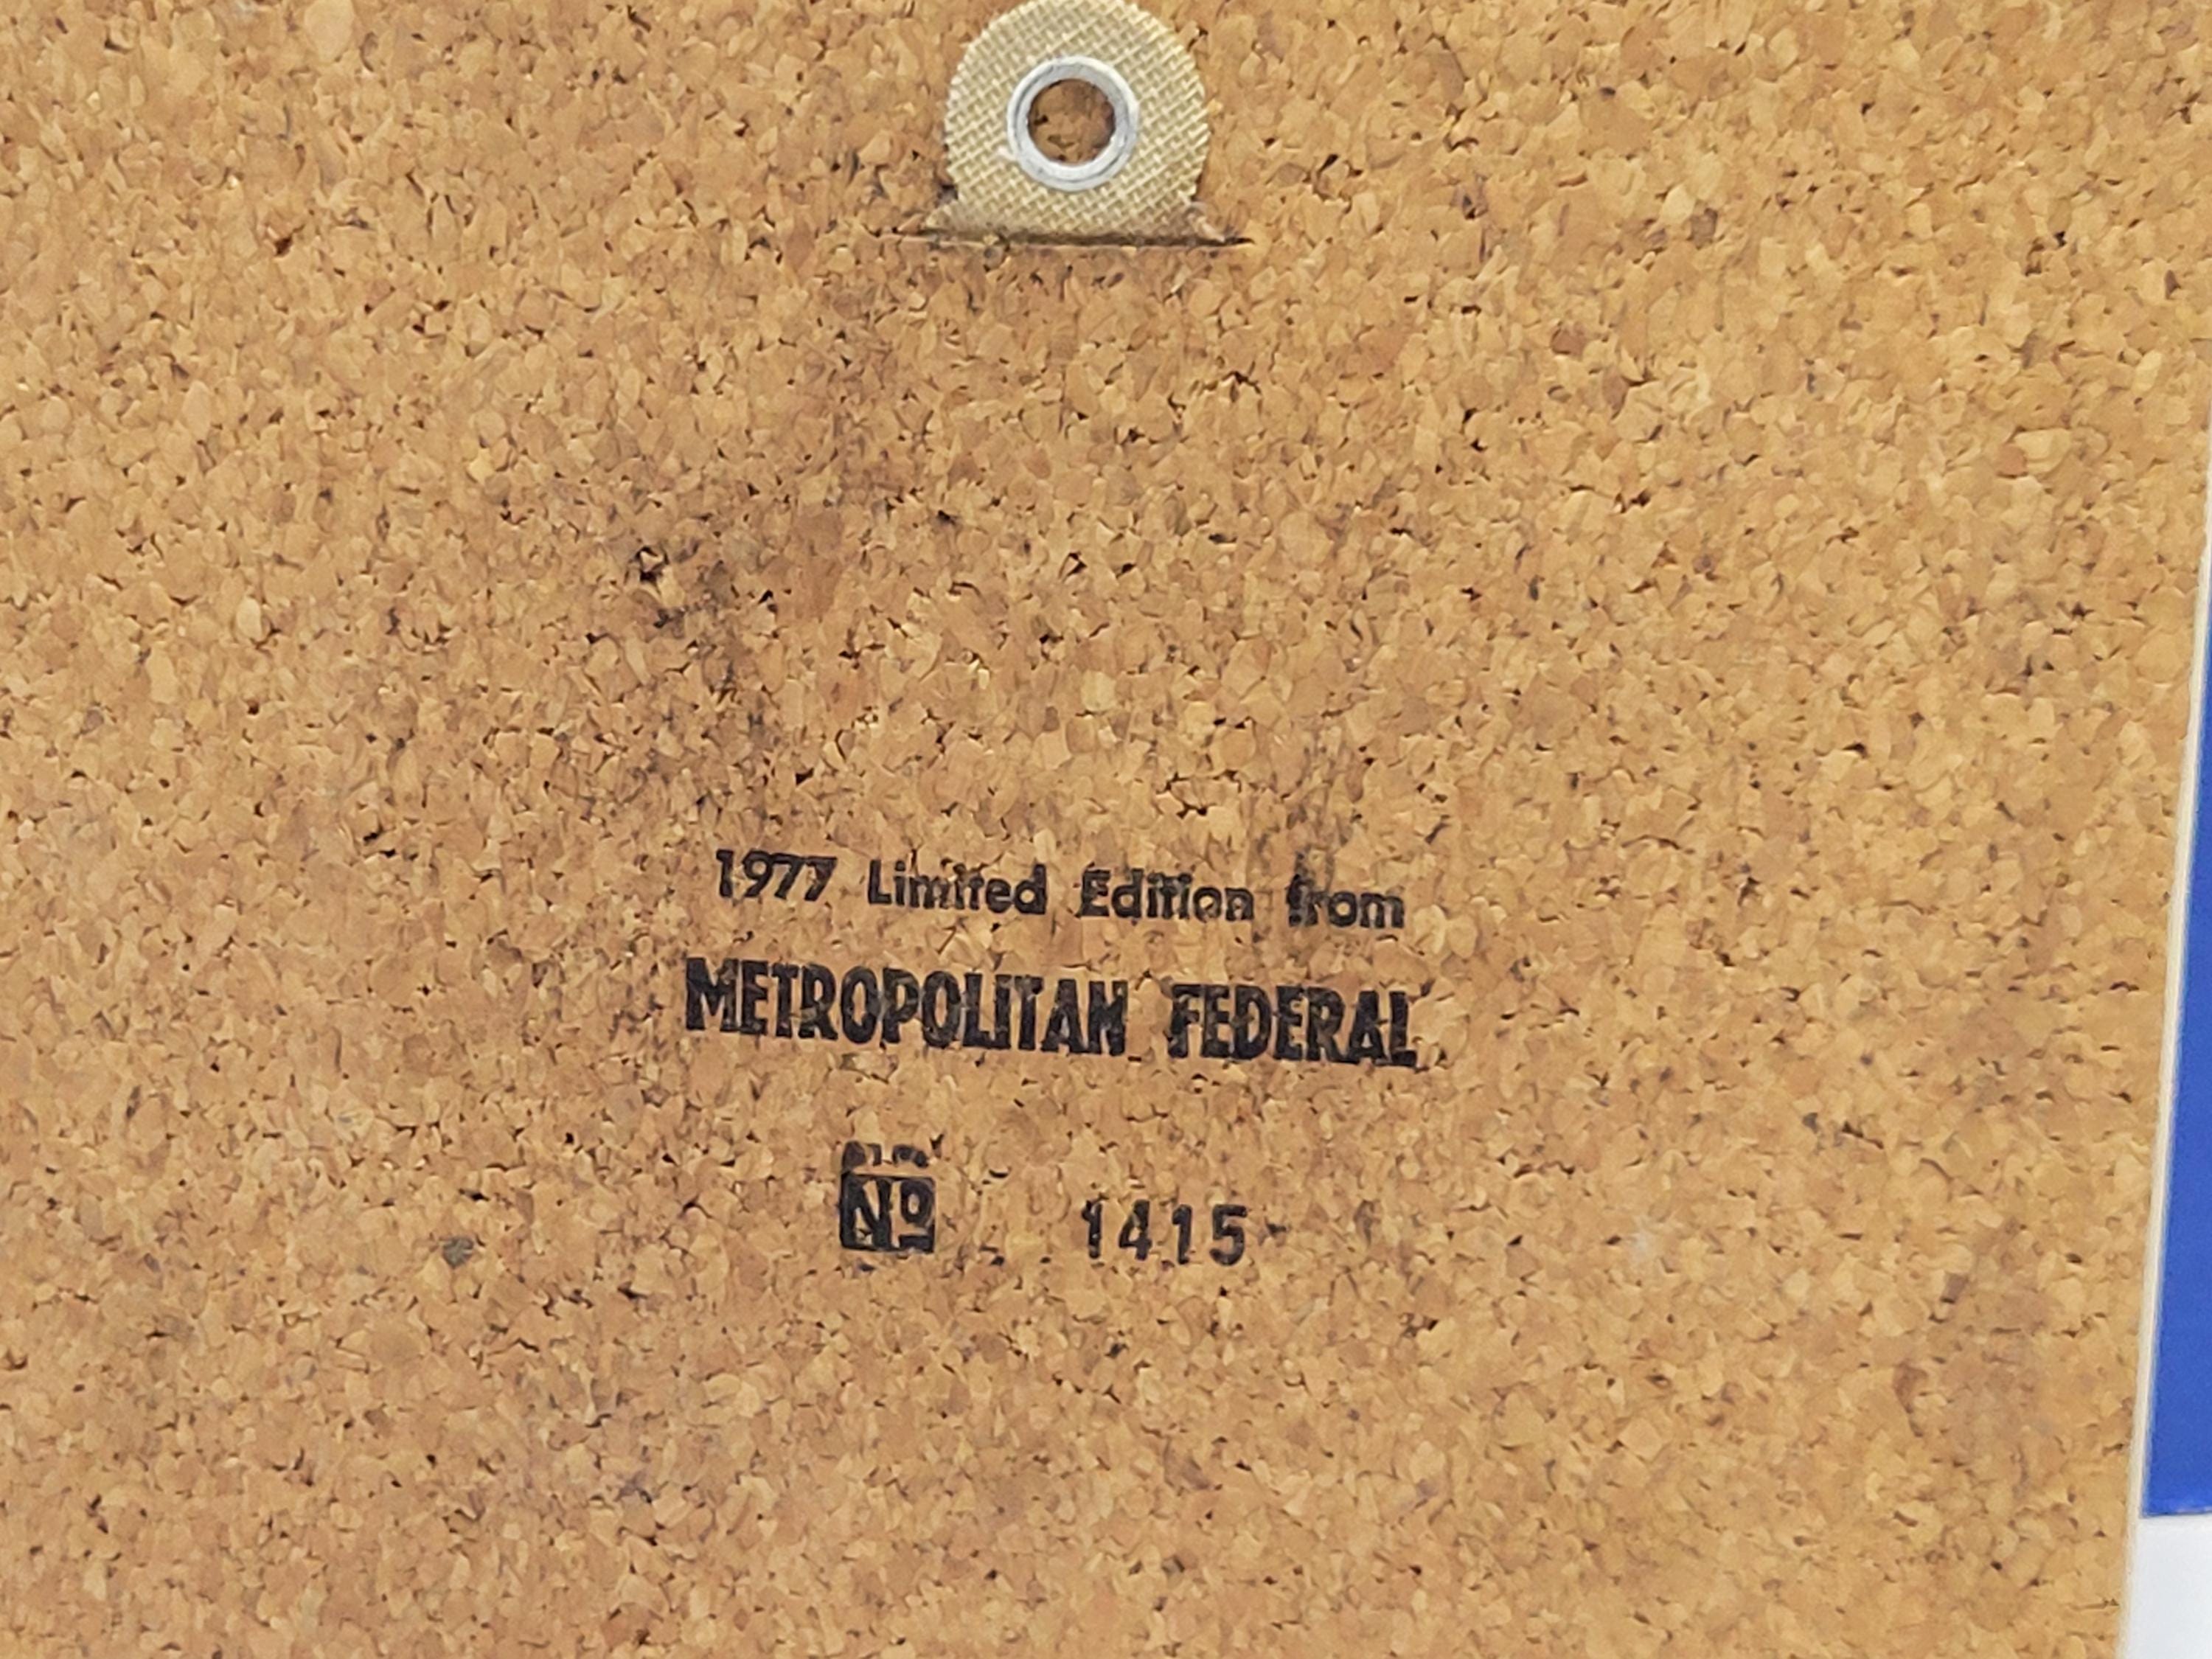 1977 Limited Edition from
METROPOLITAN FEDERAL
Nº 1415